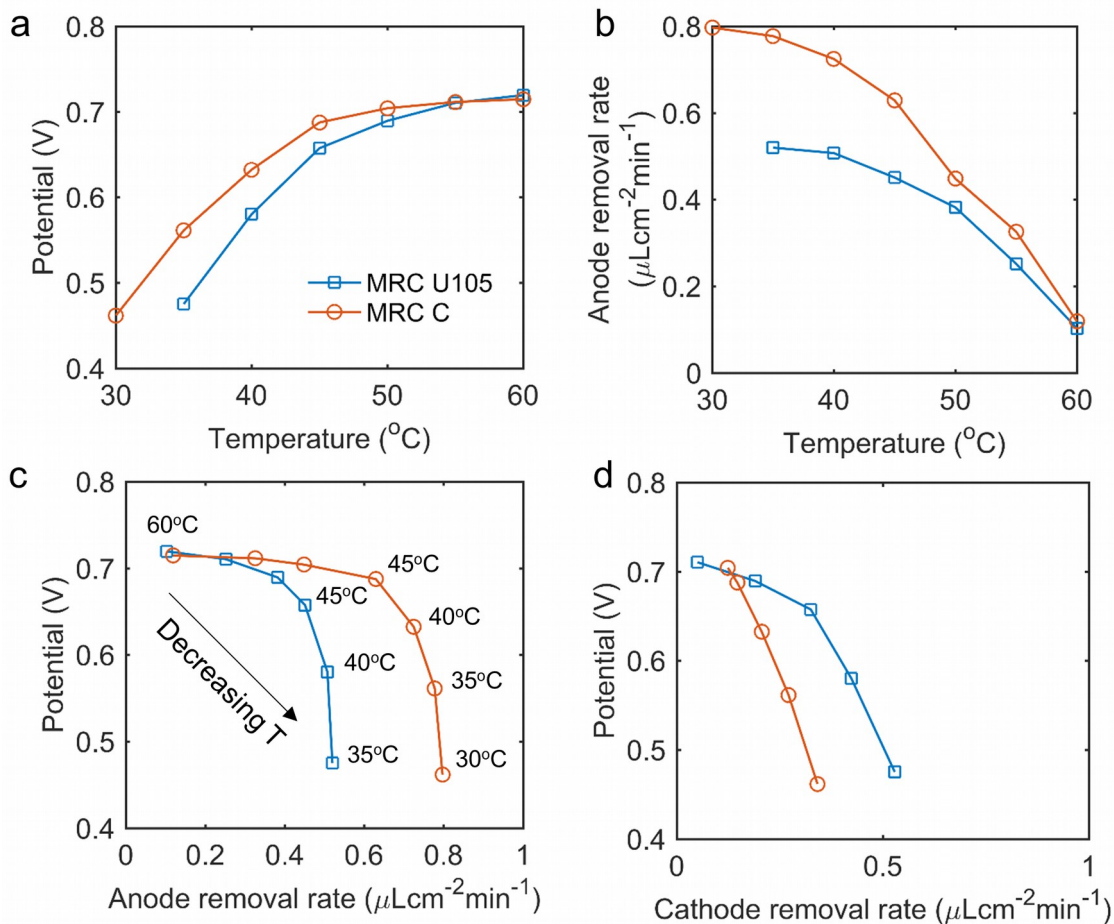 a
0.8
0.7
0.6
0.5
0.4
Potential (V)
30
40
50
60
Temperature (°C)
MRC U105
MRC C
b
0.8
0.6
0.4
0.2
0
Anode removal rate
(μLcm⁻²min⁻¹)
30
40
50
60
Temperature (°C)
c
0.8
0.7
0.6
0.5
0.4
Potential (V)
60°C
45°C
45°C
40°C
40°C
35°C
35°C
30°C
Decreasing T
0
0.2
0.4
0.6
0.8
1
Anode removal rate (μLcm⁻²min⁻¹)
d
0.8
0.7
0.6
0.5
0.4
Potential (V)
0
0.5
1
Cathode removal rate (μLcm⁻²min⁻¹)